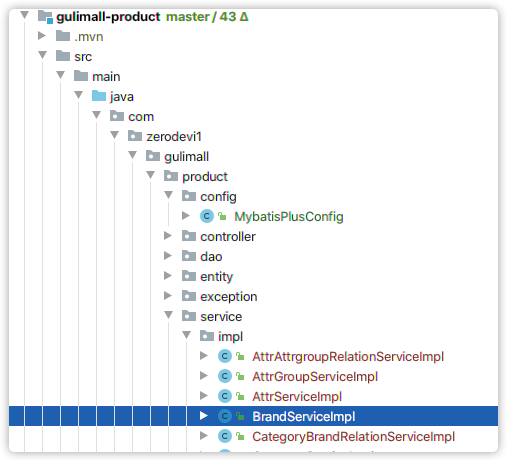 gulimall-product master / 43 Δ
.mvn
src
main
java
com
zerodevi1
gulimall
product
config
C MybatisPlusConfig
controller
dao
entity
exception
service
impl
C AttrAttrgroupRelationServiceImpl
C AttrGroupServiceImpl
C AttrServiceImpl
C BrandServiceImpl
C CategoryBrandRelationServiceImpl